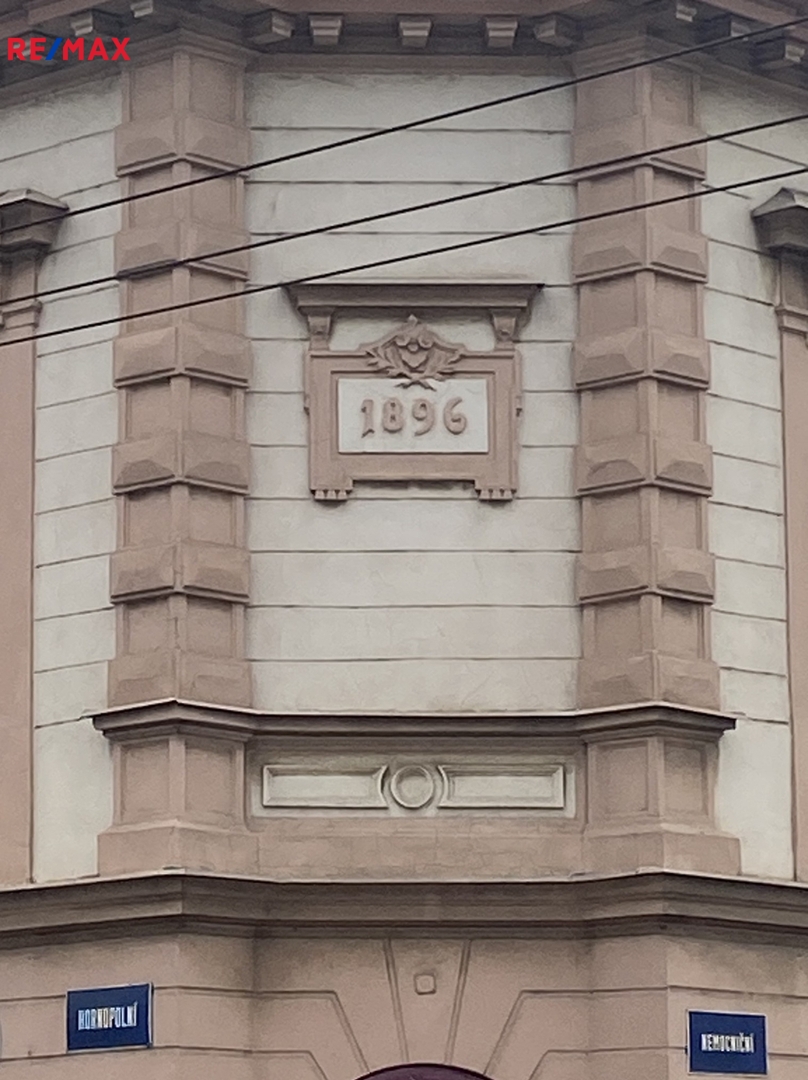 RE/MAX
1896
HORNOPOLNÍ
NEMOCNIČNÍ